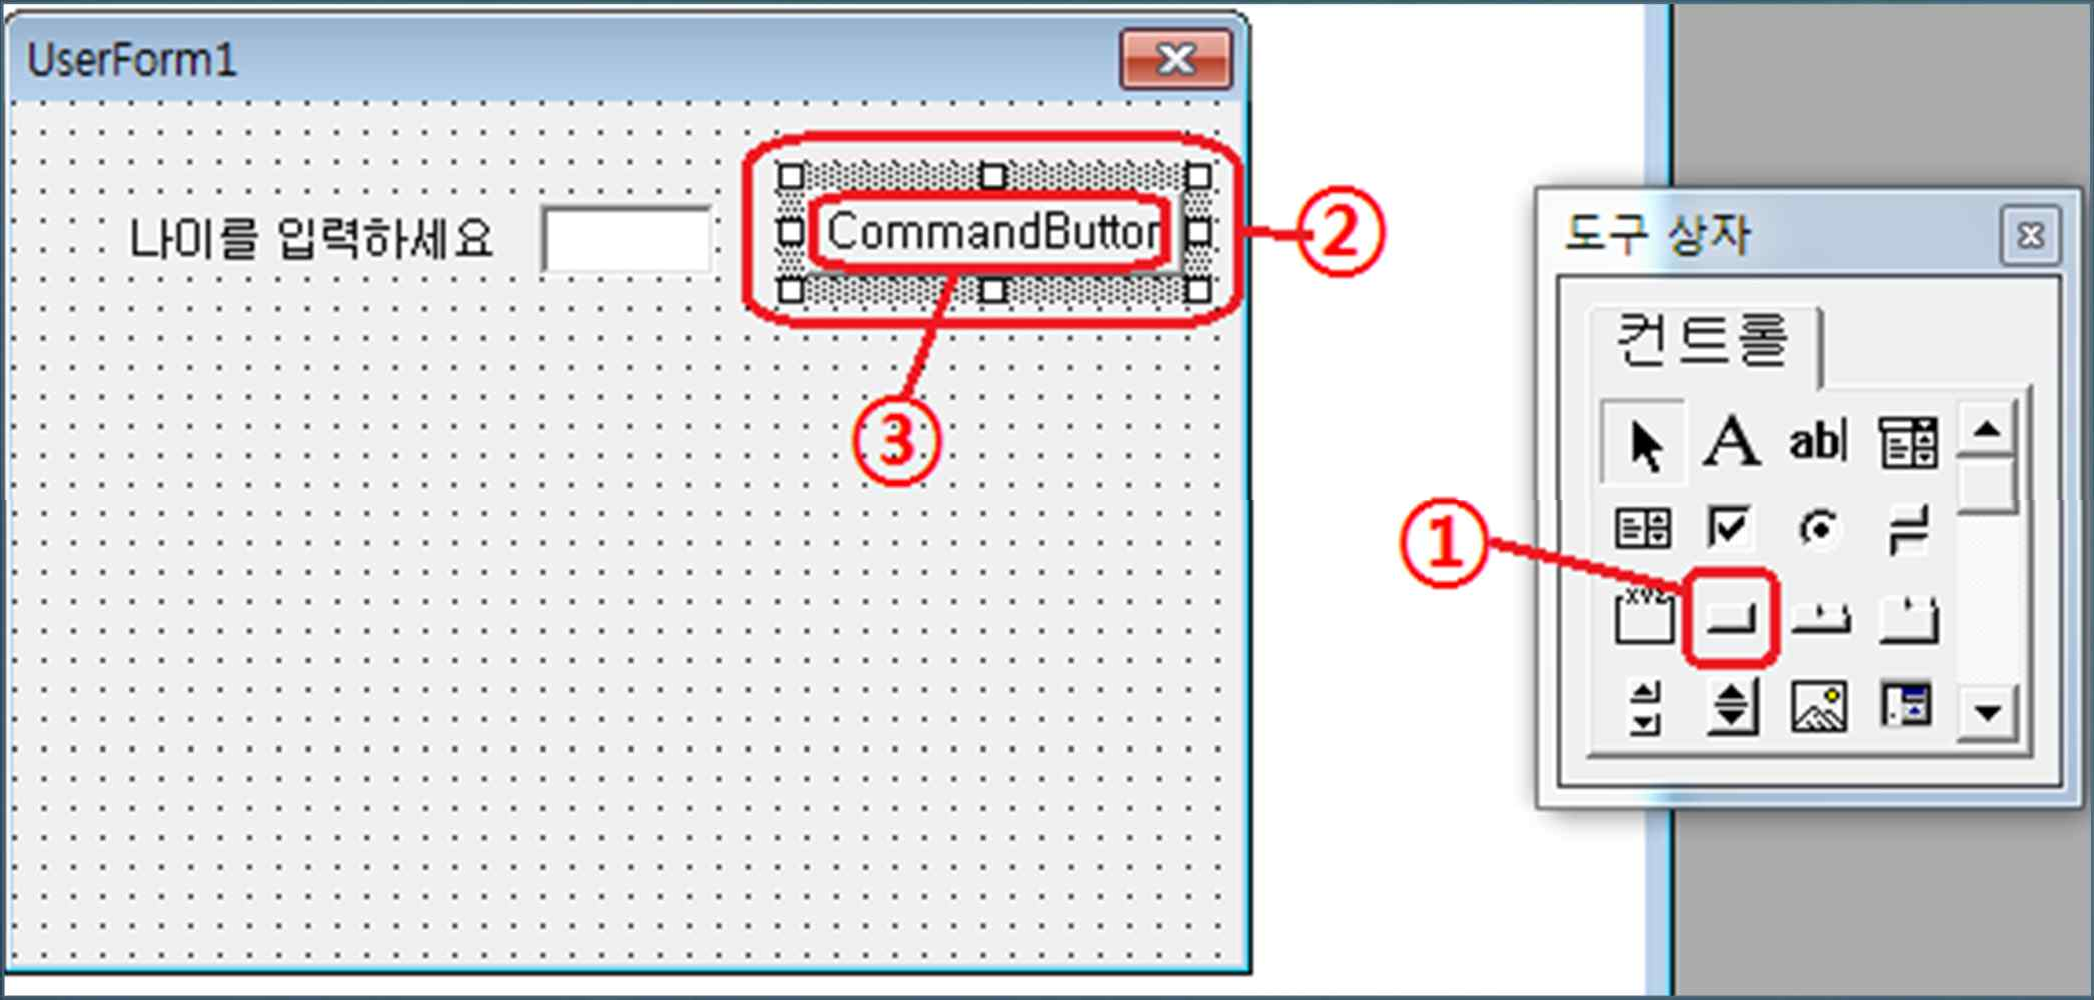 UserForm1
나이를 입력하세요
CommandButton
②
③
도구 상자
컨트롤
A
ab|
①
XYZ